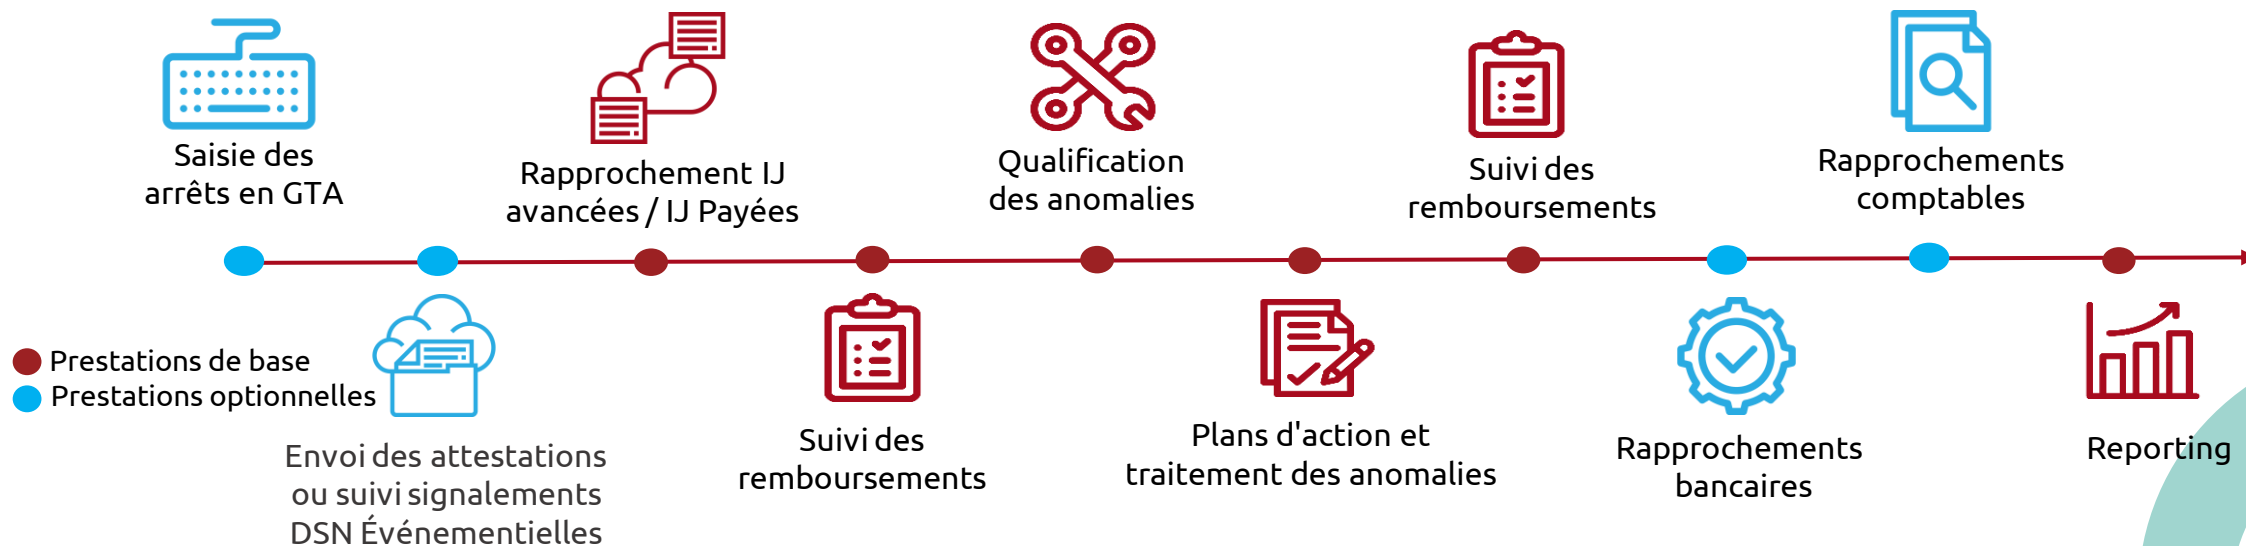 Saisie des
arrêts en GTA
Rapprochement IJ
avancées / IJ Payées
Qualification
des anomalies
Suivi des
remboursements
Rapprochements
comptables
Prestations de base
Prestations optionnelles
Envoi des attestations
ou suivi signalements
DSN Événementielles
Suivi des
remboursements
Plans d'action et
traitement des anomalies
Rapprochements
bancaires
Reporting